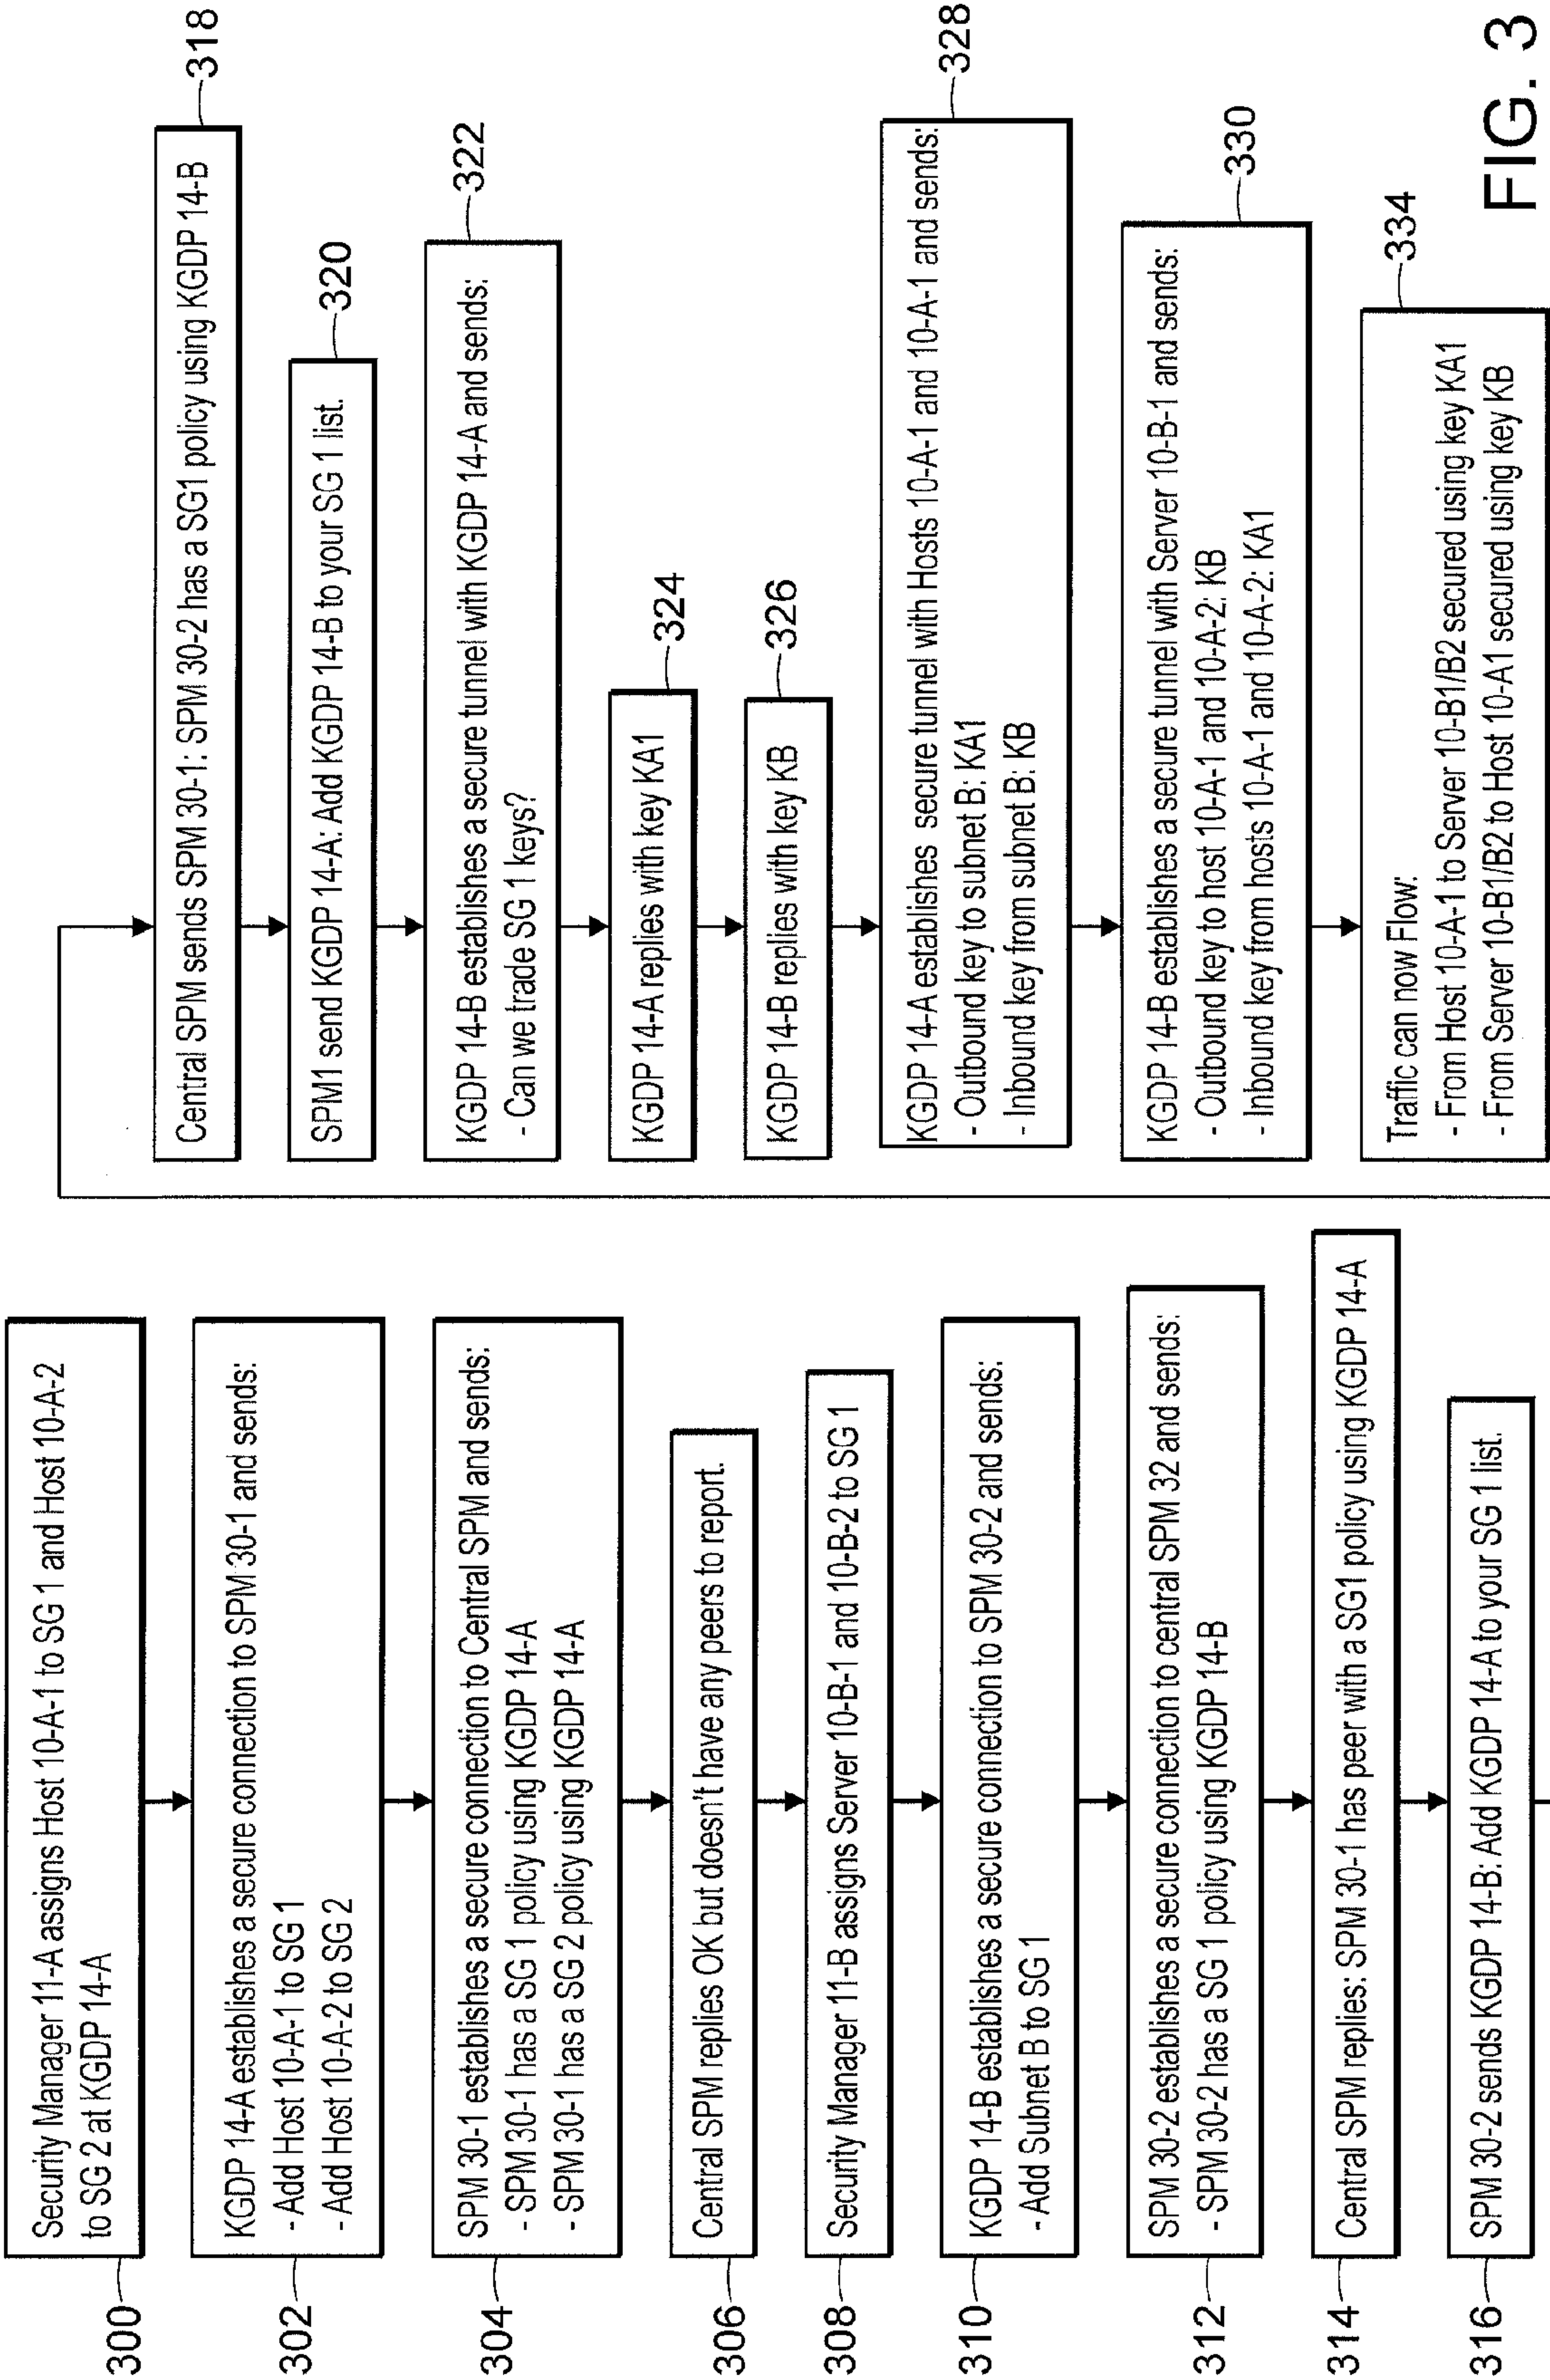 300
Security Manager 11-A assigns Host 10-A-1 to SG 1 and Host 10-A-2
to SG 2 at KGDP 14-A
302
KGDP 14-A establishes a secure connection to SPM 30-1 and sends:
- Add Host 10-A-1 to SG 1
- Add Host 10-A-2 to SG 2
304
SPM 30-1 establishes a secure connection to Central SPM and sends:
- SPM 30-1 has a SG 1 policy using KGDP 14-A
- SPM 30-1 has a SG 2 policy using KGDP 14-A
306
Central SPM replies OK but doesn't have any peers to report.
308
Security Manager 11-B assigns Server 10-B-1 and 10-B-2 to SG 1
310
KGDP 14-B establishes a secure connection to SPM 30-2 and sends:
- Add Subnet B to SG 1
312
SPM 30-2 establishes a secure connection to central SPM 32 and sends:
- SPM 30-2 has a SG 1 policy using KGDP 14-B
314
Central SPM replies: SPM 30-1 has peer with a SG1 policy using KGDP 14-A
316
SPM 30-2 sends KGDP 14-B: Add KGDP 14-A to your SG 1 list.
Central SPM sends SPM 30-1: SPM 30-2 has a SG1 policy using KGDP 14-B
318
SPM1 send KGDP 14-A: Add KGDP 14-B to your SG 1 list.
320
KGDP 14-B establishes a secure tunnel with KGDP 14-A and sends:
- Can we trade SG 1 keys?
322
KGDP 14-A replies with key KA1
324
KGDP 14-B replies with key KB
326
KGDP 14-A establishes secure tunnel with Hosts 10-A-1 and 10-A-1 and sends:
- Outbound key to subnet B: KA1
- Inbound key from subnet B: KB
328
KGDP 14-B establishes a secure tunnel with Server 10-B-1 and sends:
- Outbound key to host 10-A-1 and 10-A-2: KB
- Inbound key from hosts 10-A-1 and 10-A-2: KA1
330
Traffic can now Flow:
- From Host 10-A-1 to Server 10-B1/B2 secured using key KA1
- From Server 10-B1/B2 to Host 10-A1 secured using key KB
334
FIG. 3